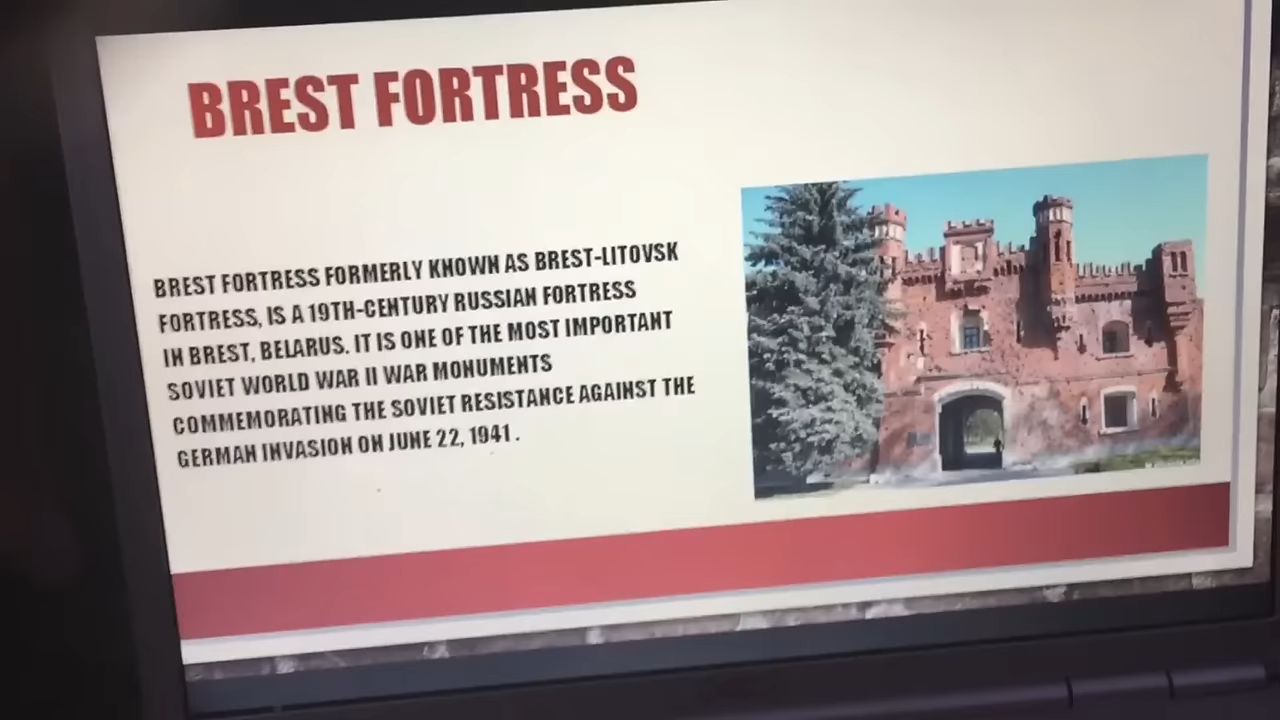 BREST FORTRESS
BREST FORTRESS FORMERLY KNOWN AS BREST-LITOVSK
FORTRESS, IS A 19TH-CENTURY RUSSIAN FORTRESS
IN BREST, BELARUS. IT IS ONE OF THE MOST IMPORTANT
SOVIET WORLD WAR II WAR MONUMENTS
COMMEMORATING THE SOVIET RESISTANCE AGAINST THE
GERMAN INVASION ON JUNE 22, 1941.